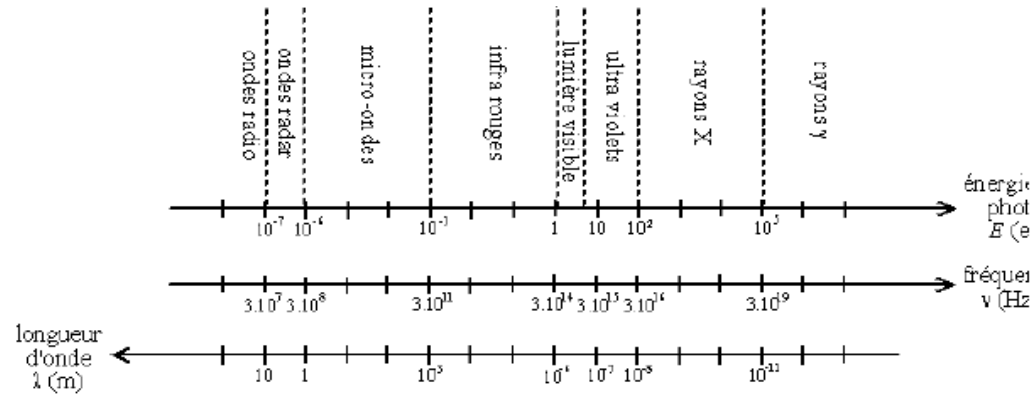 ondes radio
ondes radar
micro-ondes
infra rouges
lumière visible
ultra violets
rayons X
rayons γ
énergie
phot
E (e
10⁻⁷ 10⁻⁶ 10⁻³ 1 10 10² 10⁵
fréquen
ν (Hz
3.10⁷ 3.10⁸ 3.10¹¹ 3.10¹⁴ 3.10¹⁵ 3.10¹⁶ 3.10¹⁹
longueur
d'onde
λ (m)
10 1 10³ 10⁻⁶ 10⁻⁷ 10⁻⁸ 10⁻¹¹